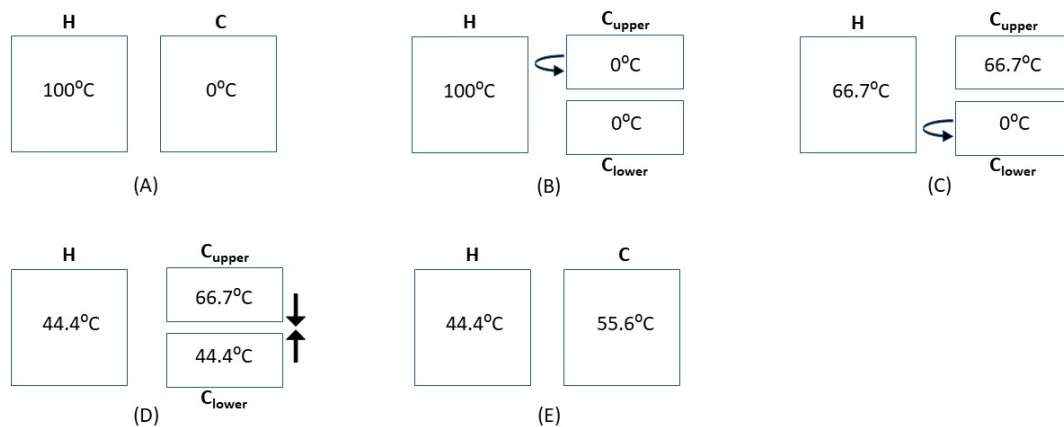 H C
100°C 0°C
(A)
H C_upper
100°C 0°C
0°C
C_lower
(B)
H C_upper
66.7°C 66.7°C
0°C
C_lower
(C)
H C_upper
44.4°C 66.7°C
44.4°C
C_lower
(D)
H C
44.4°C 55.6°C
(E)